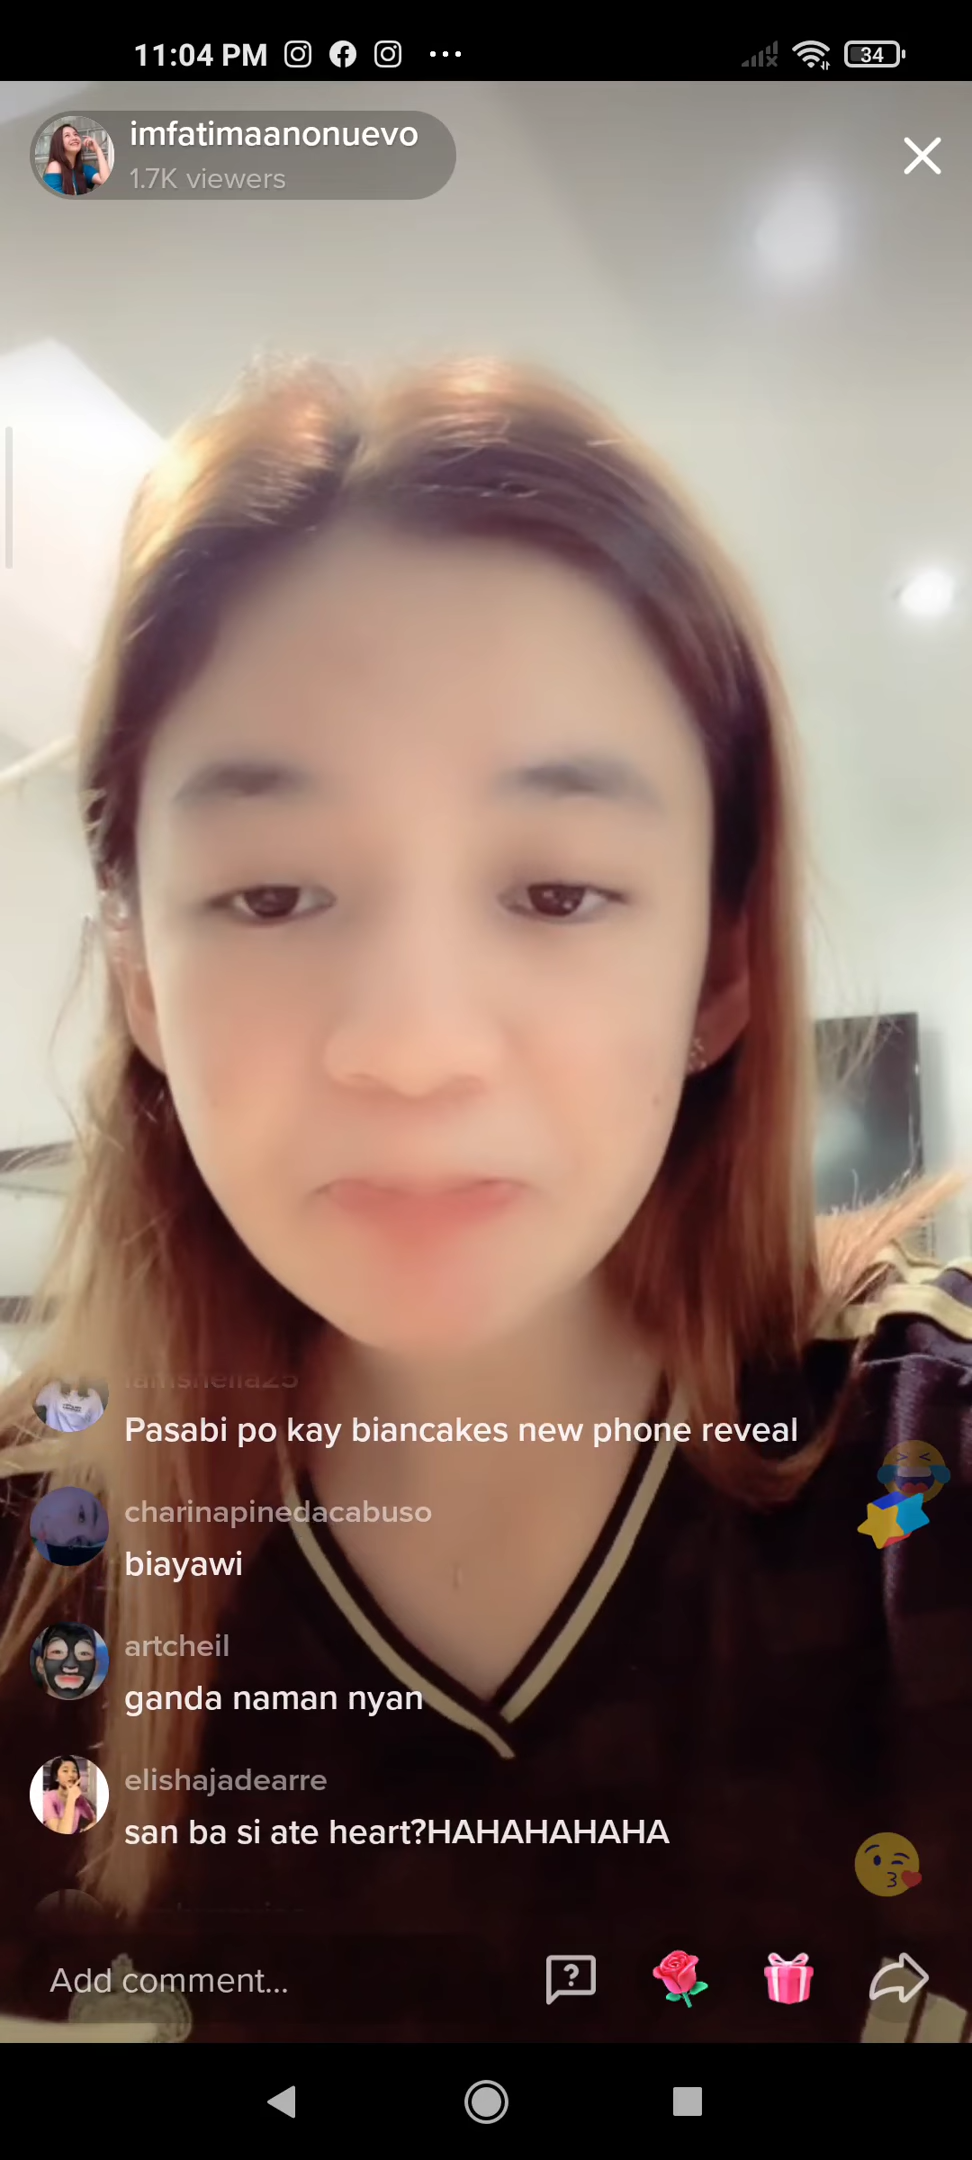 11:04 PM
34
imfatimaanonuevo
1.7K viewers
iamshella25
Pasabi po kay biancakes new phone reveal
charinapinedacabuso
biayawi
artcheil
ganda naman nyan
elishajadearre
san ba si ate heart?HAHAHAHAHA
Add comment...